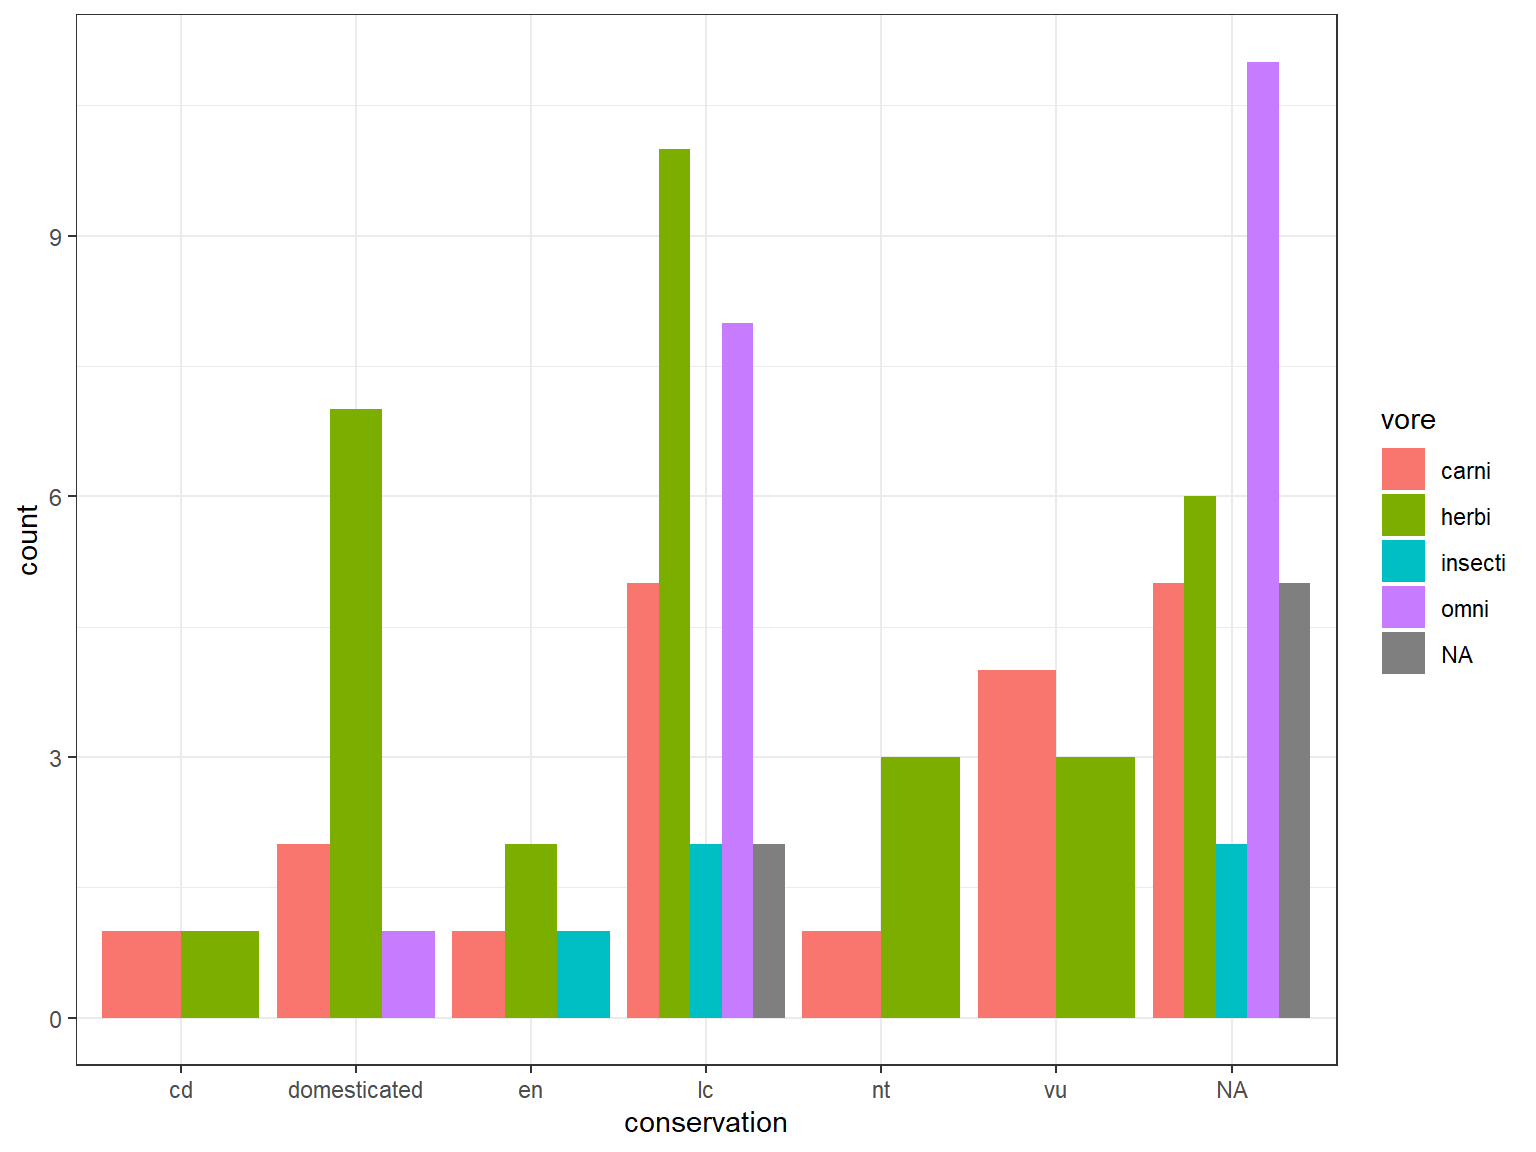 count
9
6
3
0
cd domesticated en lc nt vu NA
conservation
vore
carni
herbi
insecti
omni
NA